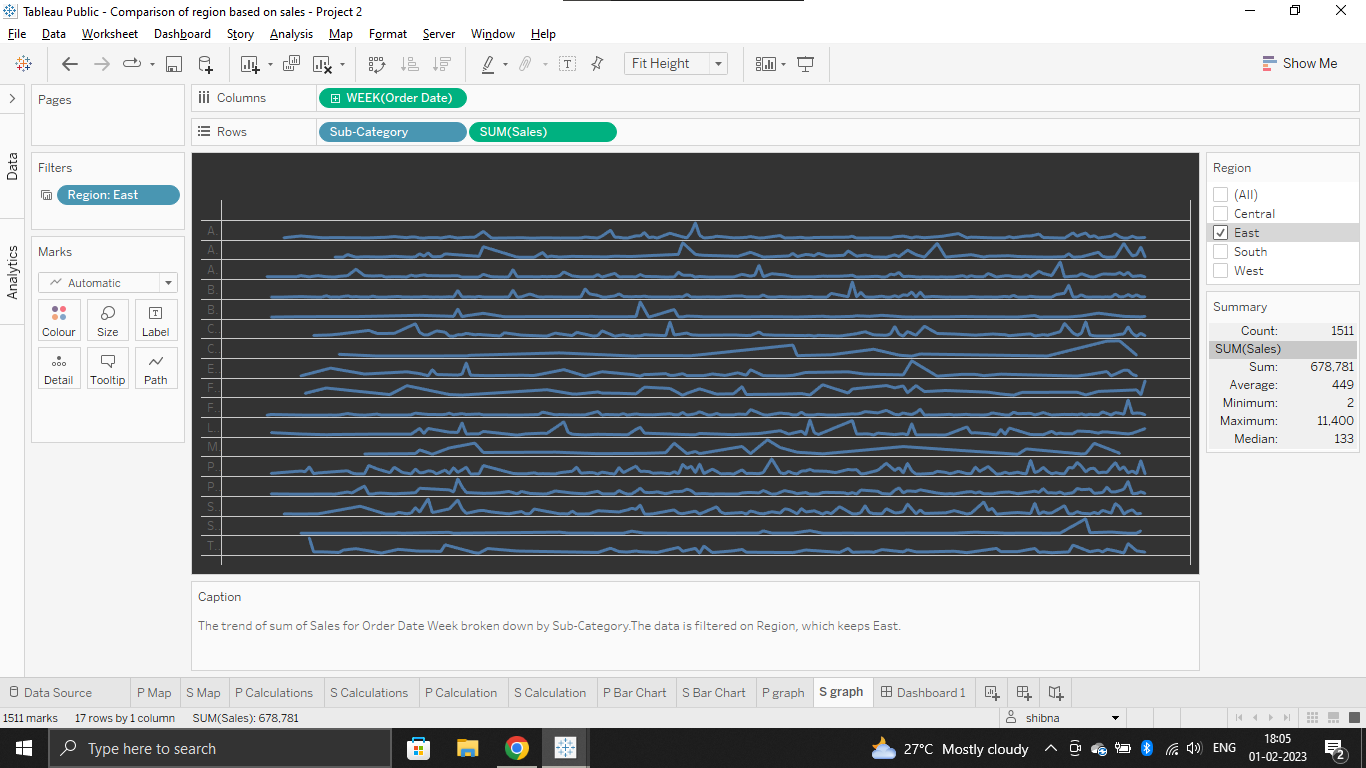 Tableau Public - Comparison of region based on sales - Project 2
File Data Worksheet Dashboard Story Analysis Map Format Server Window Help
Fit Height
Show Me
Data
Analytics
Pages
Columns
WEEK(Order Date)
Rows
Sub-Category
SUM(Sales)
Filters
Region: East
Marks
Automatic
Colour Size Label
Detail Tooltip Path
A..
A..
A..
B..
B..
C..
C..
E..
F..
F..
L..
M
P..
P..
S..
S..
T..
Region
(All)
Central
East
South
West
Summary
Count: 1511
SUM(Sales)
Sum: 678,781
Average: 449
Minimum: 2
Maximum: 11,400
Median: 133
Caption
The trend of sum of Sales for Order Date Week broken down by Sub-Category.The data is filtered on Region, which keeps East.
Data Source P Map S Map P Calculations S Calculations P Calculation S Calculation P Bar Chart S Bar Chart P graph S graph Dashboard 1
1511 marks 17 rows by 1 column SUM(Sales): 678,781 shibna
Type here to search
27°C Mostly cloudy ENG 18:05
01-02-2023
2